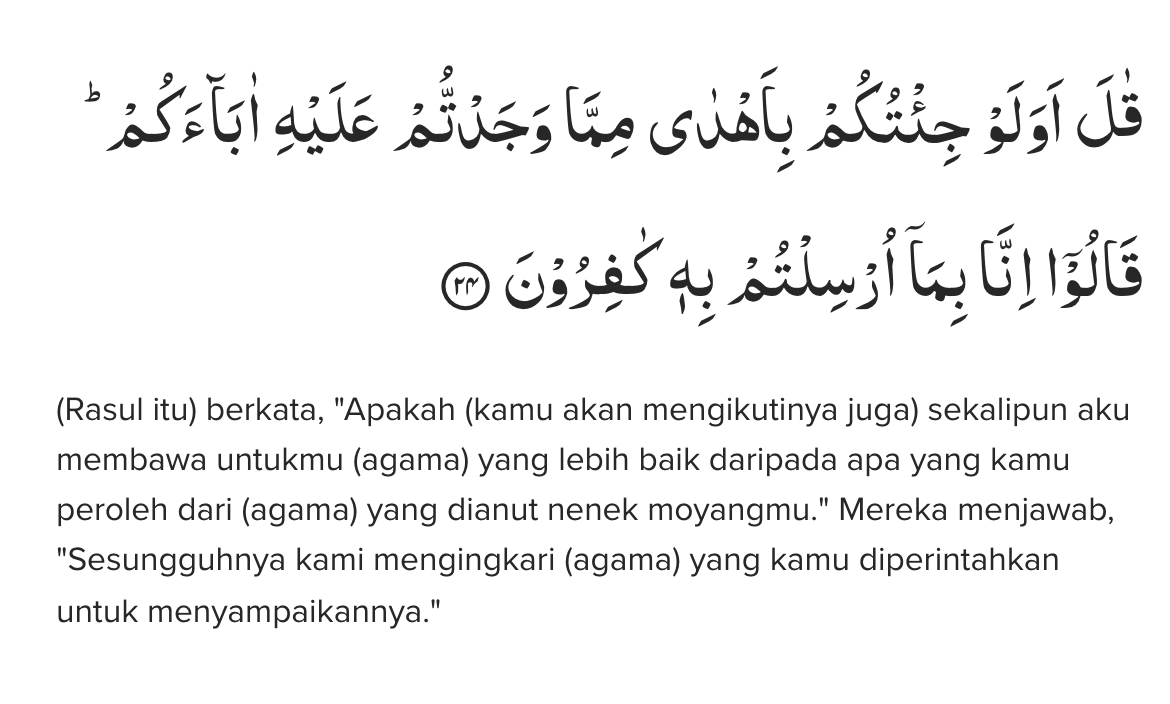 قٰلَ اَوَلَوْ جِئْتُكُمْ بِاَهْدٰى مِمَّا وَجَدْتُّمْ عَلَيْهِ اٰبَاۤءَكُمْۗ
قَالُوْٓا اِنَّا بِمَآ اُرْسِلْتُمْ بِهٖ كٰفِرُوْنَ ٢٤
(Rasul itu) berkata, "Apakah (kamu akan mengikutinya juga) sekalipun aku
membawa untukmu (agama) yang lebih baik daripada apa yang kamu
peroleh dari (agama) yang dianut nenek moyangmu." Mereka menjawab,
"Sesungguhnya kami mengingkari (agama) yang kamu diperintahkan
untuk menyampaikannya."